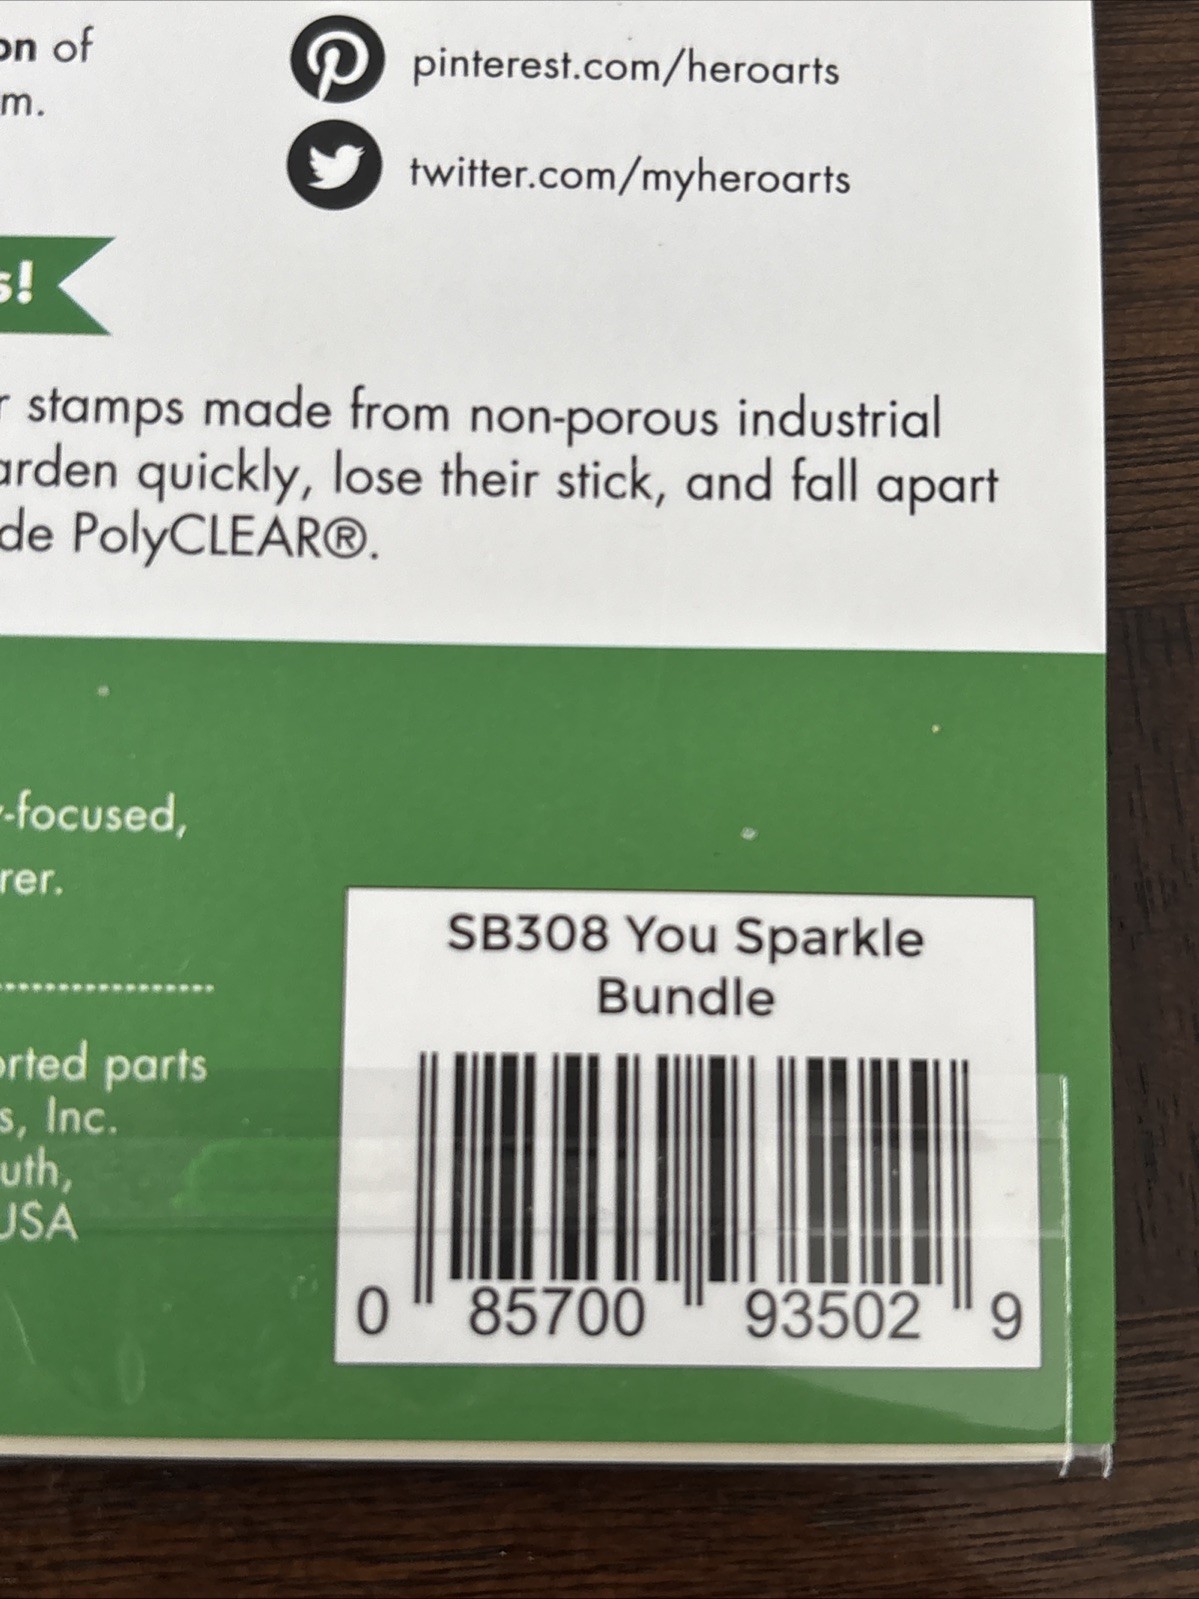 on of
m.
pinterest.com/heroarts
twitter.com/myheroarts
s!
r stamps made from non-porous industrial
arden quickly, lose their stick, and fall apart
de PolyCLEAR®.
-focused,
rer.
orted parts
s, Inc.
uth,
USA
SB308 You Sparkle
Bundle
0 85700 93502 9